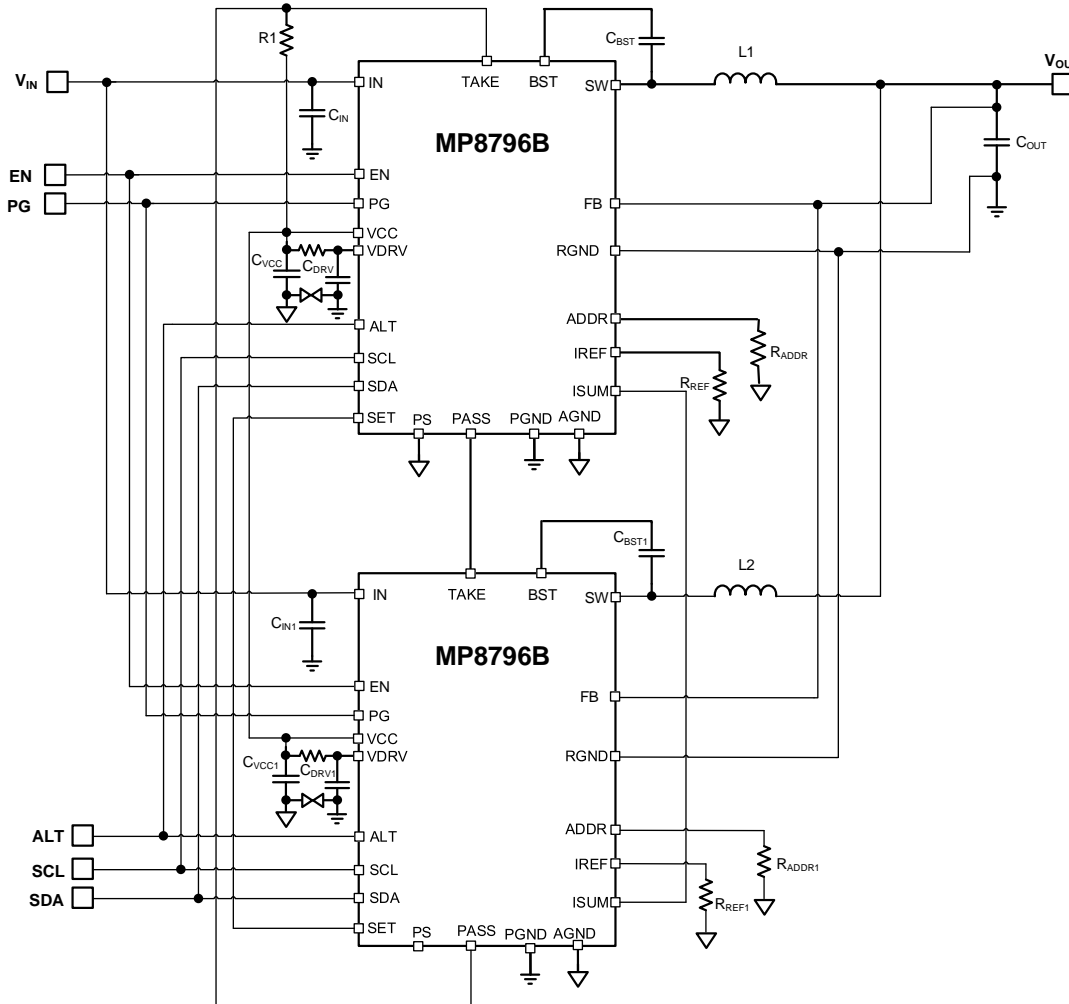 R1
CBST
L1
VIN
IN
TAKE
BST
SW
VOU
CIN
MP8796B
COUT
EN
EN
PG
PG
FB
VCC
VDRV
RGND
CVCC
CDRV
ALT
ADDR
RADDR
SCL
IREF
RREF
SDA
ISUM
SET
PS
PASS
PGND
AGND
CBST1
L2
IN
TAKE
BST
SW
CIN1
MP8796B
EN
FB
PG
VCC
VDRV
RGND
CVCC1
CDRV1
ALT
ALT
ADDR
RADDR1
SCL
SCL
IREF
RREF1
SDA
SDA
ISUM
SET
PS
PASS
PGND
AGND